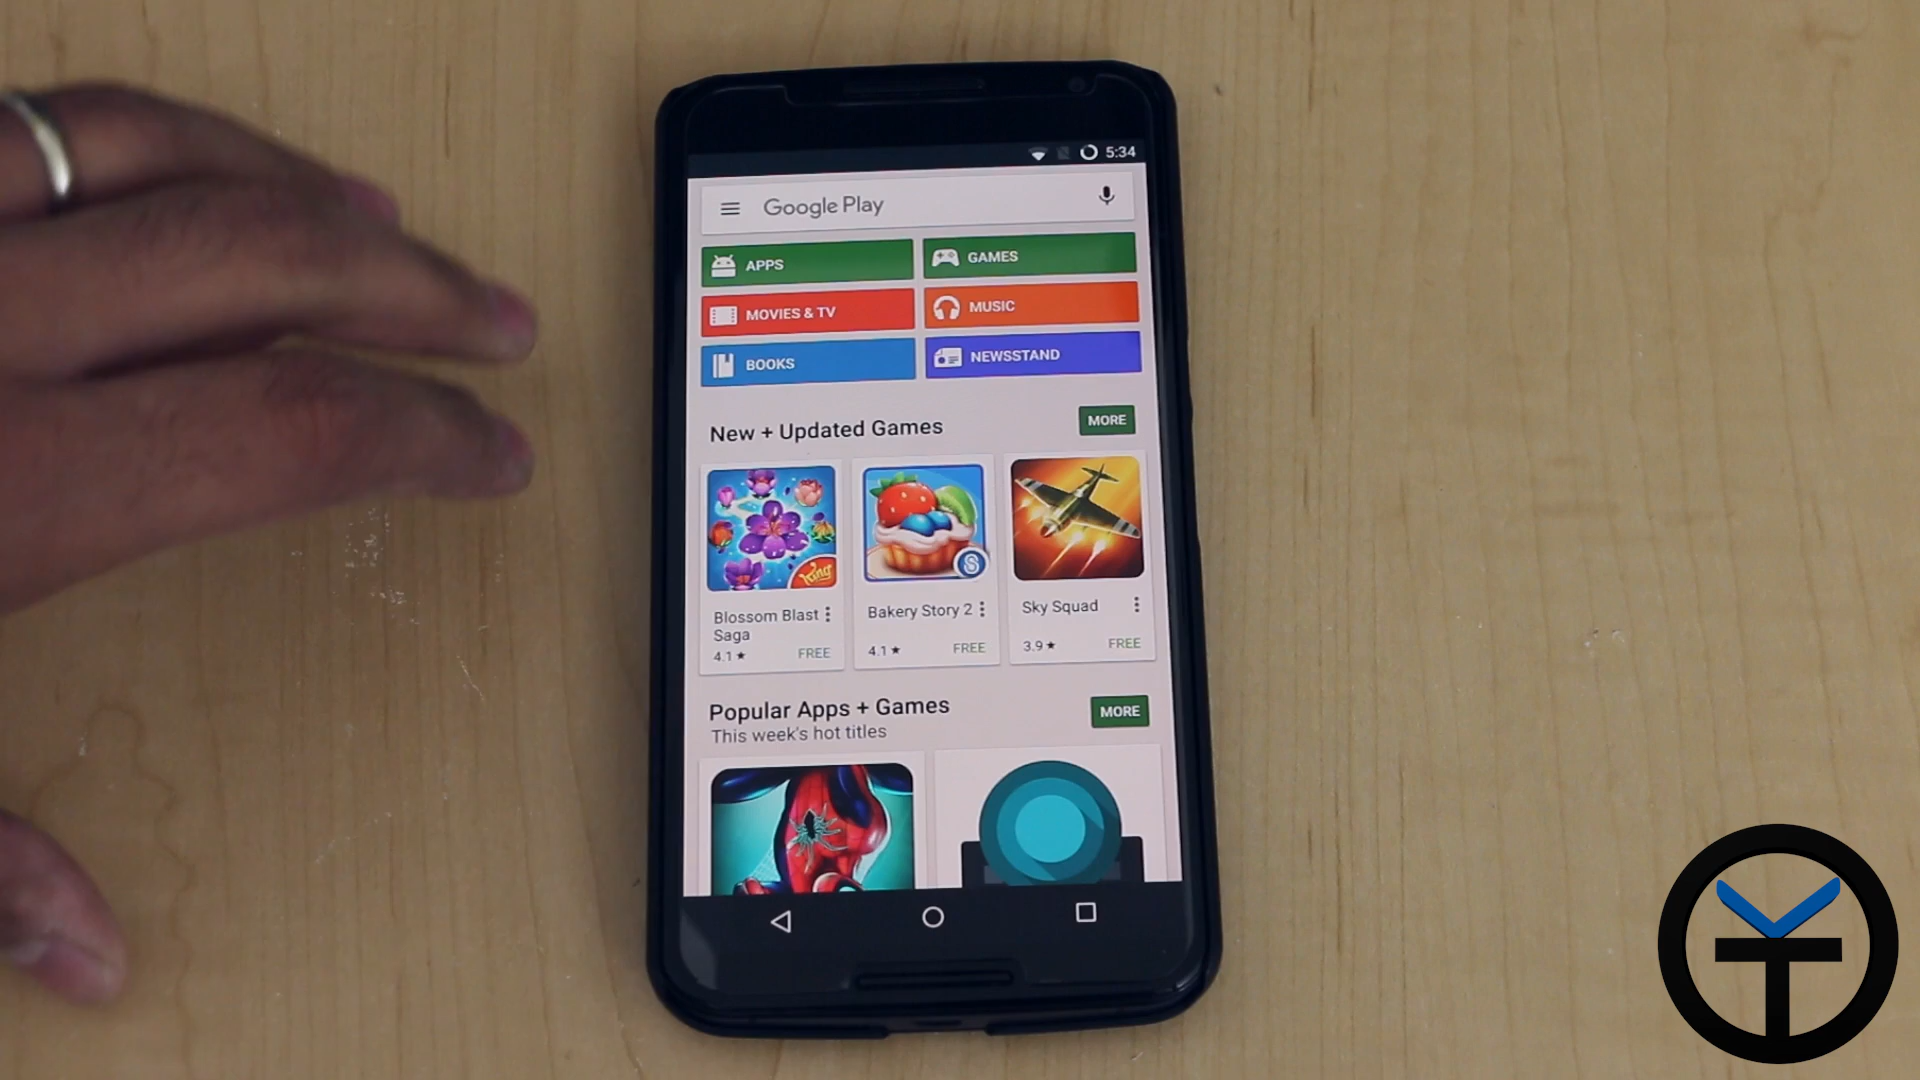 5:34
Google Play
APPS
GAMES
MOVIES & TV
MUSIC
BOOKS
NEWSSTAND
New + Updated Games
MORE
King
S
Blossom Blast Saga
4.1★ FREE
Bakery Story 2
4.1★ FREE
Sky Squad
3.9★ FREE
Popular Apps + Games
MORE
This week's hot titles